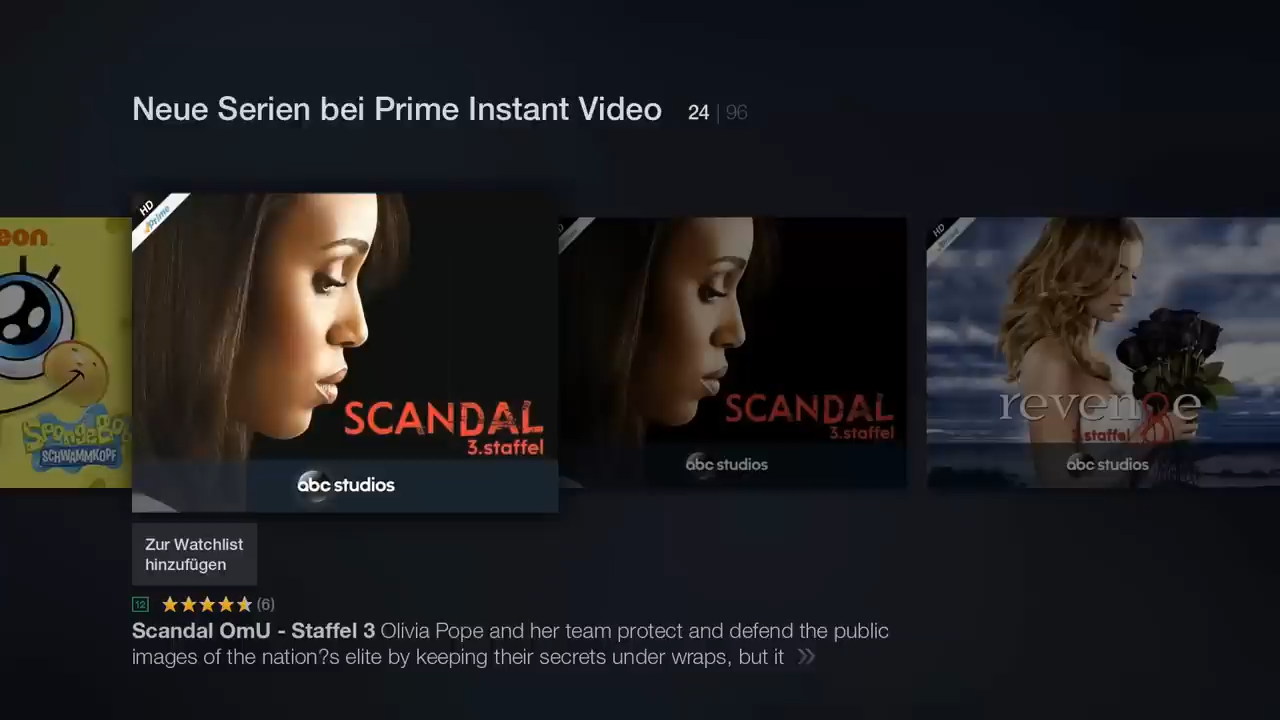 Neue Serien bei Prime Instant Video 24 | 96
HD
Prime
eon
SpongeBo
SCHWAMMKOPF
SCANDAL
3.staffel
abc studios
SCANDAL
3.staffel
abc studios
HD
Prime
revenge
3.staffel
abc studios
Zur Watchlist
hinzufügen
12
(6)
Scandal OmU - Staffel 3 Olivia Pope and her team protect and defend the public
images of the nation?s elite by keeping their secrets under wraps, but it »